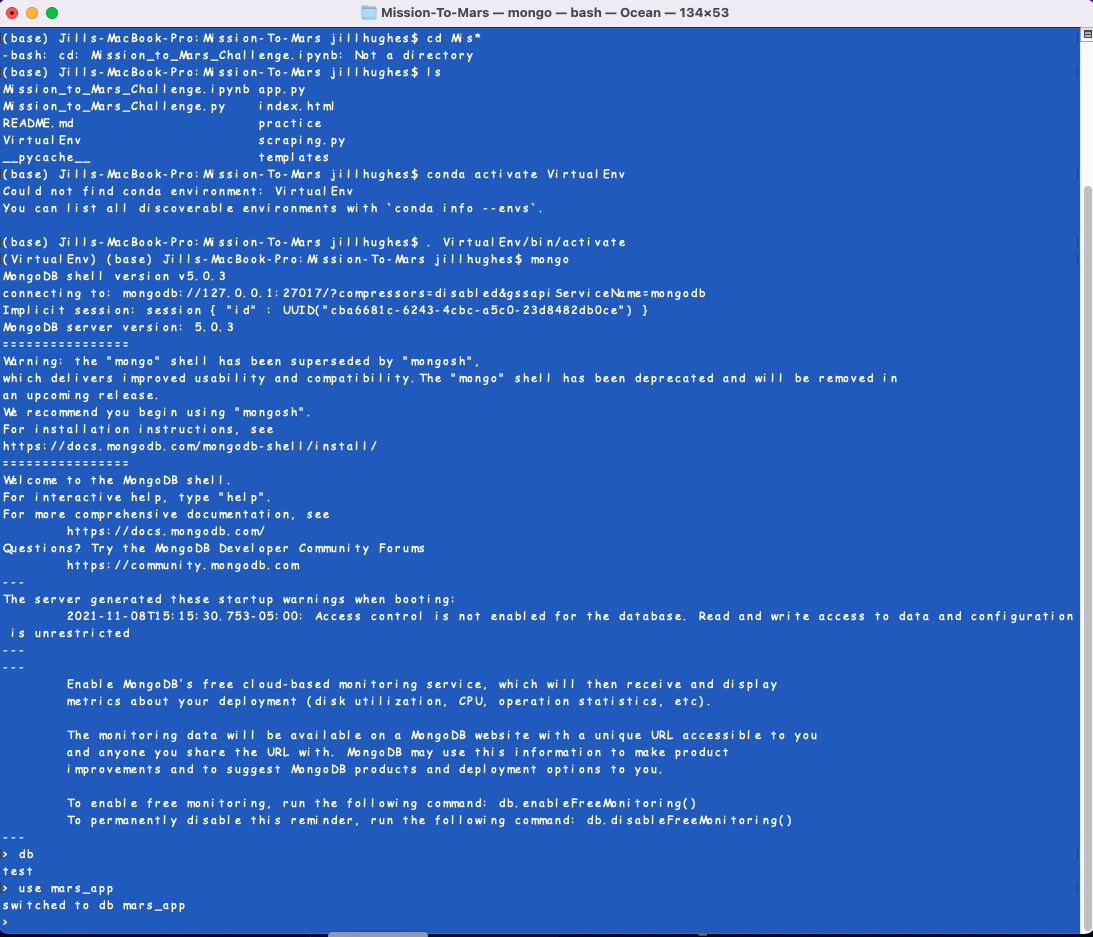 Mission-To-Mars — mongo — bash — Ocean — 134×53
(base) Jills-MacBook-Pro:Mission-To-Mars jillhughes$ cd Mis*
-bash: cd: Mission_to_Mars_Challenge.ipynb: Not a directory
(base) Jills-MacBook-Pro:Mission-To-Mars jillhughes$ ls
Mission_to_Mars_Challenge.ipynb app.py
Mission_to_Mars_Challenge.py    index.html
README.md                       practice
VirtualEnv                      scraping.py
__pycache__                     templates
(base) Jills-MacBook-Pro:Mission-To-Mars jillhughes$ conda activate VirtualEnv
Could not find conda environment: VirtualEnv
You can list all discoverable environments with `conda info --envs`.
(base) Jills-MacBook-Pro:Mission-To-Mars jillhughes$ . VirtualEnv/bin/activate
(VirtualEnv) (base) Jills-MacBook-Pro:Mission-To-Mars jillhughes$ mongo
MongoDB shell version v5.0.3
connecting to: mongodb://127.0.0.1:27017/?compressors=disabled&gssapiServiceName=mongodb
Implicit session: session { "id" : UUID("cba6681c-6243-4cbc-a5c0-23d8482db0ce") }
MongoDB server version: 5.0.3
================
Warning: the "mongo" shell has been superseded by "mongosh",
which delivers improved usability and compatibility.The "mongo" shell has been deprecated and will be removed in
an upcoming release.
We recommend you begin using "mongosh".
For installation instructions, see
https://docs.mongodb.com/mongodb-shell/install/
================
Welcome to the MongoDB shell.
For interactive help, type "help".
For more comprehensive documentation, see
        https://docs.mongodb.com/
Questions? Try the MongoDB Developer Community Forums
        https://community.mongodb.com
---
The server generated these startup warnings when booting:
        2021-11-08T15:15:30.753-05:00: Access control is not enabled for the database. Read and write access to data and configuration
 is unrestricted
---
---
        Enable MongoDB's free cloud-based monitoring service, which will then receive and display
        metrics about your deployment (disk utilization, CPU, operation statistics, etc).
        The monitoring data will be available on a MongoDB website with a unique URL accessible to you
        and anyone you share the URL with. MongoDB may use this information to make product
        improvements and to suggest MongoDB products and deployment options to you.
        To enable free monitoring, run the following command: db.enableFreeMonitoring()
        To permanently disable this reminder, run the following command: db.disableFreeMonitoring()
---
> db
test
> use mars_app
switched to db mars_app
>